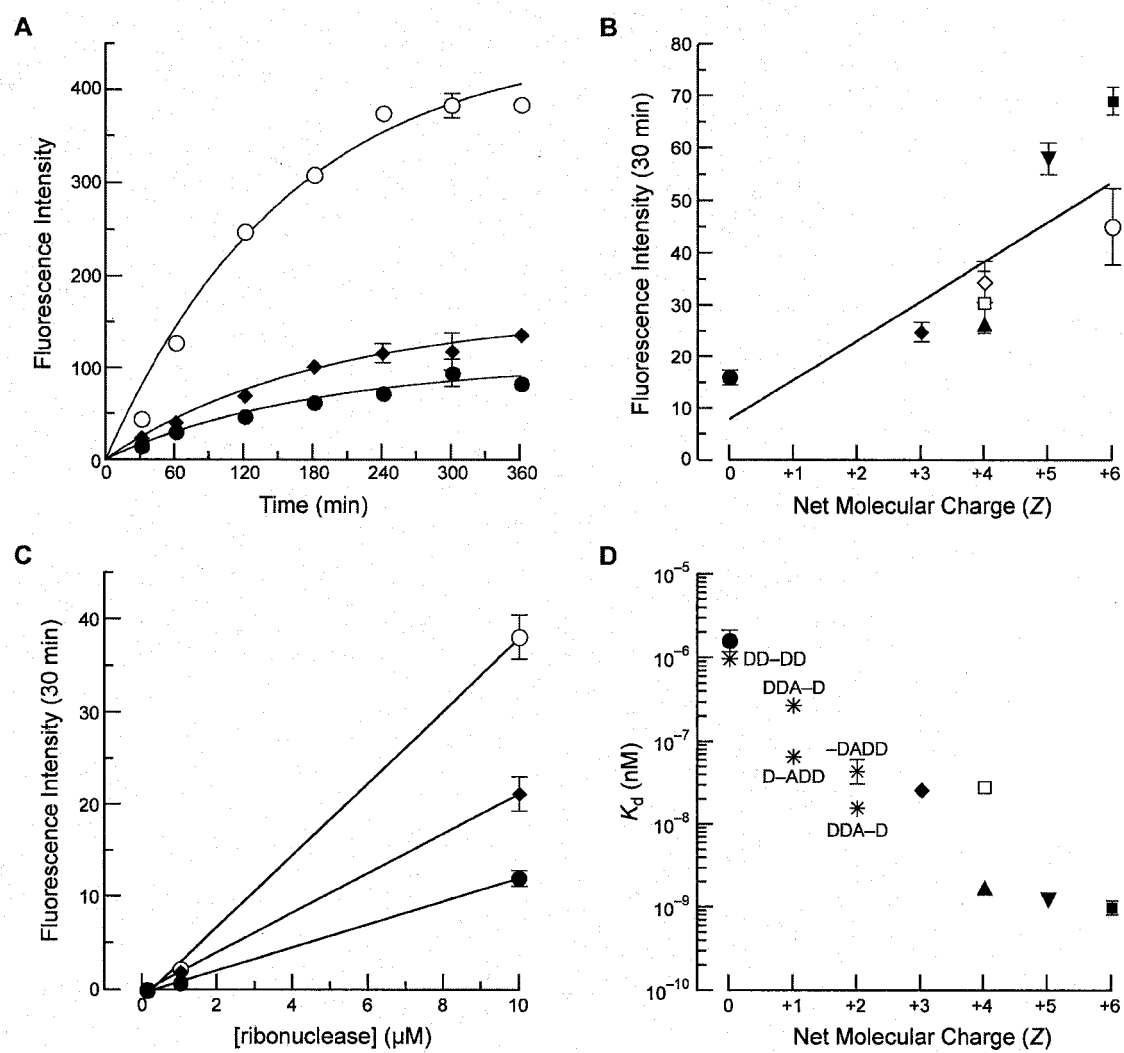 A
Fluorescence Intensity
400
300
200
100
0
0 60 120 180 240 300 360
Time (min)
B
Fluorescence Intensity (30 min)
80
70
60
50
40
30
20
10
0
0 +1 +2 +3 +4 +5 +6
Net Molecular Charge (Z)
C
Fluorescence Intensity (30 min)
40
30
20
10
0
0 2 4 6 8 10
[ribonuclease] (µM)
D
Kd (nM)
10−5
10−6
10−7
10−8
10−9
10−10
DD–DD
DDA–D
D–ADD
–DADD
DDA–D
0 +1 +2 +3 +4 +5 +6
Net Molecular Charge (Z)